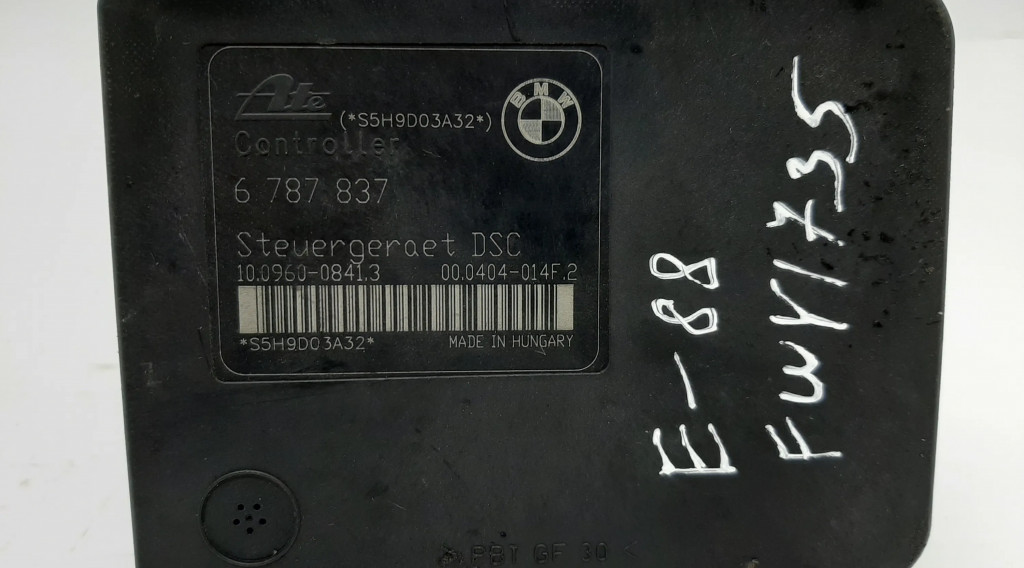 Ate
(*S5H9D03A32*)
BMW
Controller
6 787 837
Steuergeraet DSC
10.0960-0841.3 00.0404-014F.2
*S5H9D03A32*
MADE IN HUNGARY
E-88
FWY1735
PBT GF 30